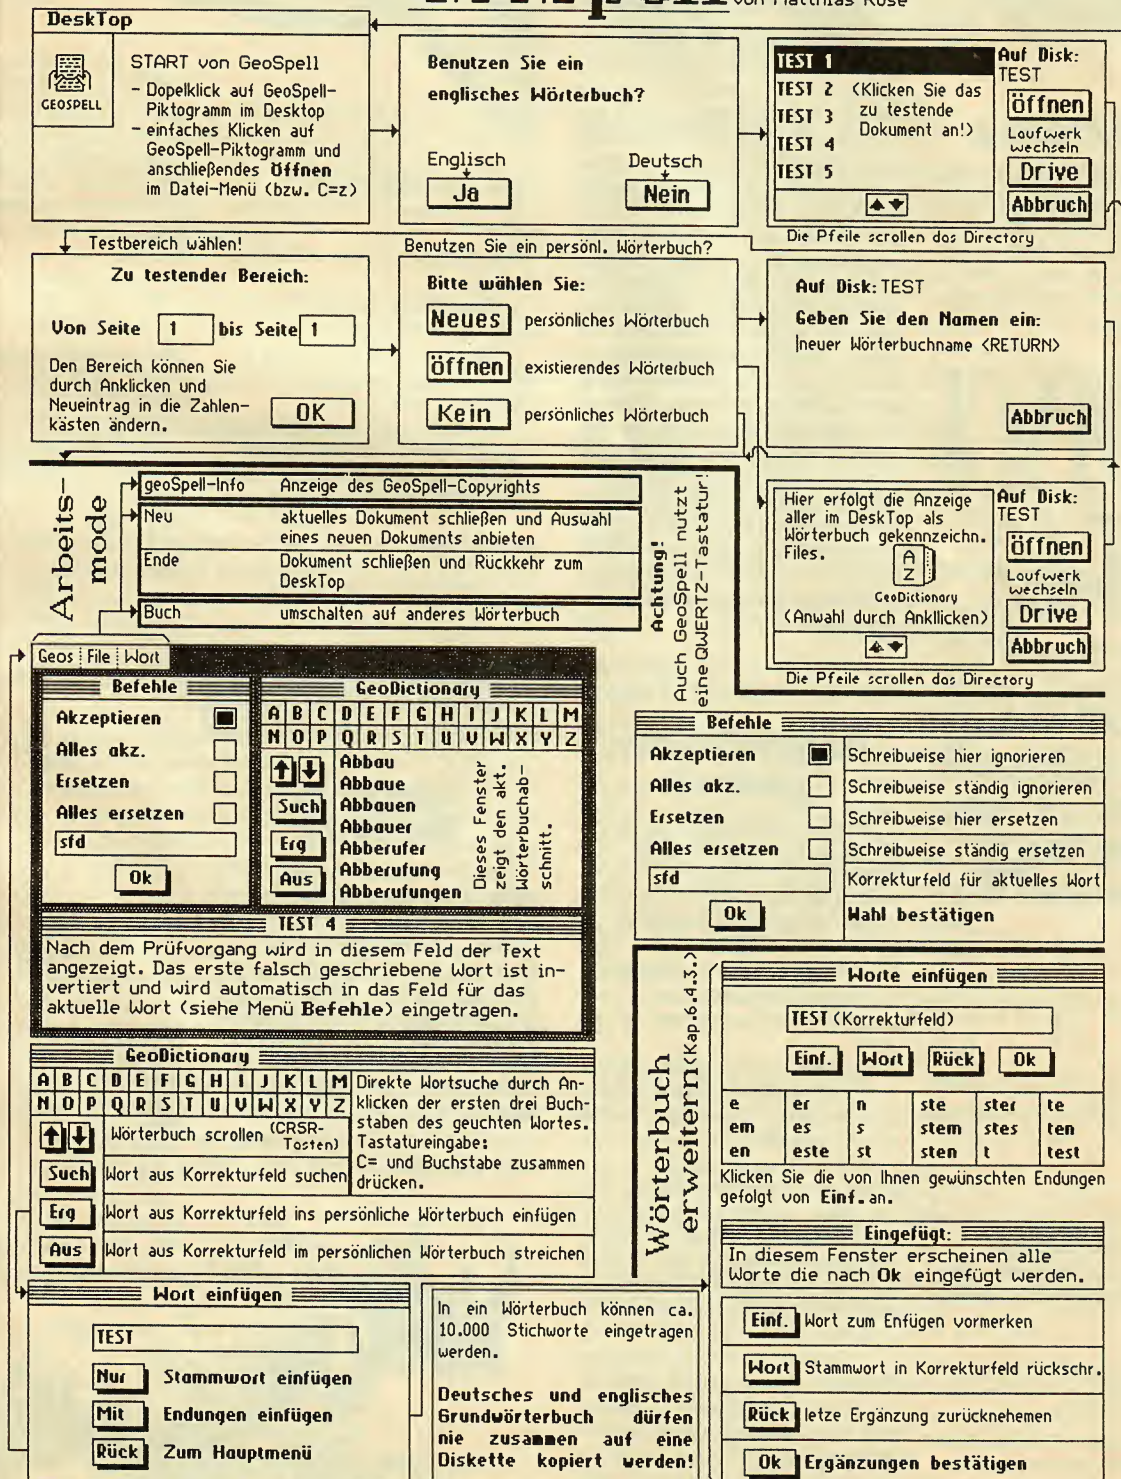 von Matthias Rose
DeskTop
GEOSPELL
START von GeoSpell
- Dopelklick auf GeoSpell-
Piktogramm im Desktop
- einfaches Klicken auf
GeoSpell-Piktogramm und
anschließendes Öffnen
im Datei-Menü (bzw. C=z)
Benutzen Sie ein
englisches Wörterbuch?
Englisch
Deutsch
Ja
Nein
TEST 1
TEST 2
TEST 3
TEST 4
TEST 5
(Klicken Sie das
zu testende
Dokument an!)
Auf Disk:
TEST
öffnen
Laufwerk
wechseln
Drive
Abbruch
Die Pfeile scrollen das Directory
Testbereich wählen!
Zu testender Bereich:
Von Seite 1 bis Seite 1
Den Bereich können Sie
durch Anklicken und
Neueintrag in die Zahlen-
kästen ändern.
OK
Benutzen Sie ein persönl. Wörterbuch?
Bitte wählen Sie:
Neues persönliches Wörterbuch
öffnen existierendes Wörterbuch
Kein persönliches Wörterbuch
Auf Disk: TEST
Geben Sie den Namen ein:
neuer Wörterbuchname <RETURN>
Abbruch
Arbeits-
mode
geoSpell-Info Anzeige des GeoSpell-Copyrights
Neu aktuelles Dokument schließen und Auswahl
eines neuen Dokuments anbieten
Ende Dokument schließen und Rückkehr zum
DeskTop
Buch umschalten auf anderes Wörterbuch
Achtung!
Auch GeoSpell nutzt
eine QWERTZ-Tastatur!
Hier erfolgt die Anzeige
aller im DeskTop als
Wörterbuch gekennzeichn.
Files.
A
Z
GeoDictionary
(Anwahl durch Ankllicken)
Auf Disk:
TEST
öffnen
Laufwerk
wechseln
Drive
Abbruch
Die Pfeile scrollen das Directory
Geos File Wort
Befehle
Akzeptieren
Alles akz.
Ersetzen
Alles ersetzen
sfd
Ok
GeoDictionary
A B C D E F G H I J K L M
N O P Q R S T U V W X Y Z
Such
Erg
Aus
Abbau
Abbaue
Abbauen
Abbauer
Abberufer
Abberufung
Abberufungen
Dieses Fenster
zeigt den akt.
Wörterbuchab-
schnitt.
TEST 4
Nach dem Prüfvorgang wird in diesem Feld der Text
angezeigt. Das erste falsch geschriebene Wort ist in-
vertiert und wird automatisch in das Feld für das
aktuelle Wort (siehe Menü Befehle) eingetragen.
Befehle
Akzeptieren Schreibweise hier ignorieren
Alles akz. Schreibweise ständig ignorieren
Ersetzen Schreibweise hier ersetzen
Alles ersetzen Schreibweise ständig ersetzen
sfd Korrekturfeld für aktuelles Wort
Ok Wahl bestätigen
GeoDictionary
A B C D E F G H I J K L M
N O P Q R S T U V W X Y Z
Direkte Wortsuche durch An-
klicken der ersten drei Buch-
staben des geuchten Wortes.
Tastatureingabe:
C= und Buchstabe zusammen
drücken.
Wörterbuch scrollen (CRSR-
Tasten)
Such Wort aus Korrekturfeld suchen
Erg Wort aus Korrekturfeld ins persönliche Wörterbuch einfügen
Aus Wort aus Korrekturfeld im persönlichen Wörterbuch streichen
Wort einfügen
TEST
Nur Stammwort einfügen
Mit Endungen einfügen
Rück Zum Hauptmenü
In ein Wörterbuch können ca.
10.000 Stichworte eingetragen
werden.
Deutsches und englisches
Grundwörterbuch dürfen
nie zusammen auf eine
Diskette kopiert werden!
Wörterbuch
erweitern (Kap.6.4.3.)
Worte einfügen
TEST (Korrekturfeld)
Einf. Wort Rück Ok
e er n ste ster te
em es s stem stes ten
en este st sten t test
Klicken Sie die von Ihnen gewünschten Endungen
gefolgt von Einf. an.
Eingefügt:
In diesem Fenster erscheinen alle
Worte die nach Ok eingefügt werden.
Einf. Wort zum Enfügen vormerken
Wort Stammwort in Korrekturfeld rückschr.
Rück letze Ergänzung zurücknehemen
Ok Ergänzungen bestätigen